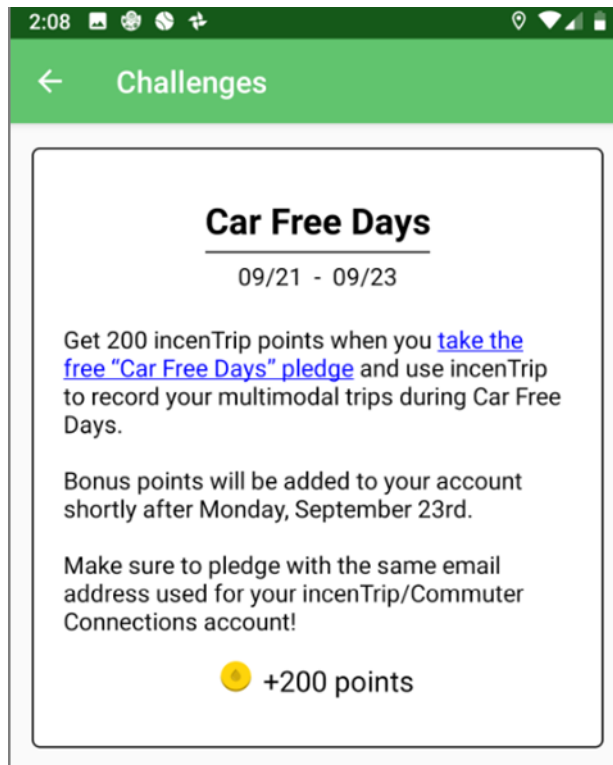 2:08
Challenges
Car Free Days
09/21 - 09/23
Get 200 incenTrip points when you take the
free “Car Free Days” pledge and use incenTrip
to record your multimodal trips during Car Free
Days.
Bonus points will be added to your account
shortly after Monday, September 23rd.
Make sure to pledge with the same email
address used for your incenTrip/Commuter
Connections account!
+200 points